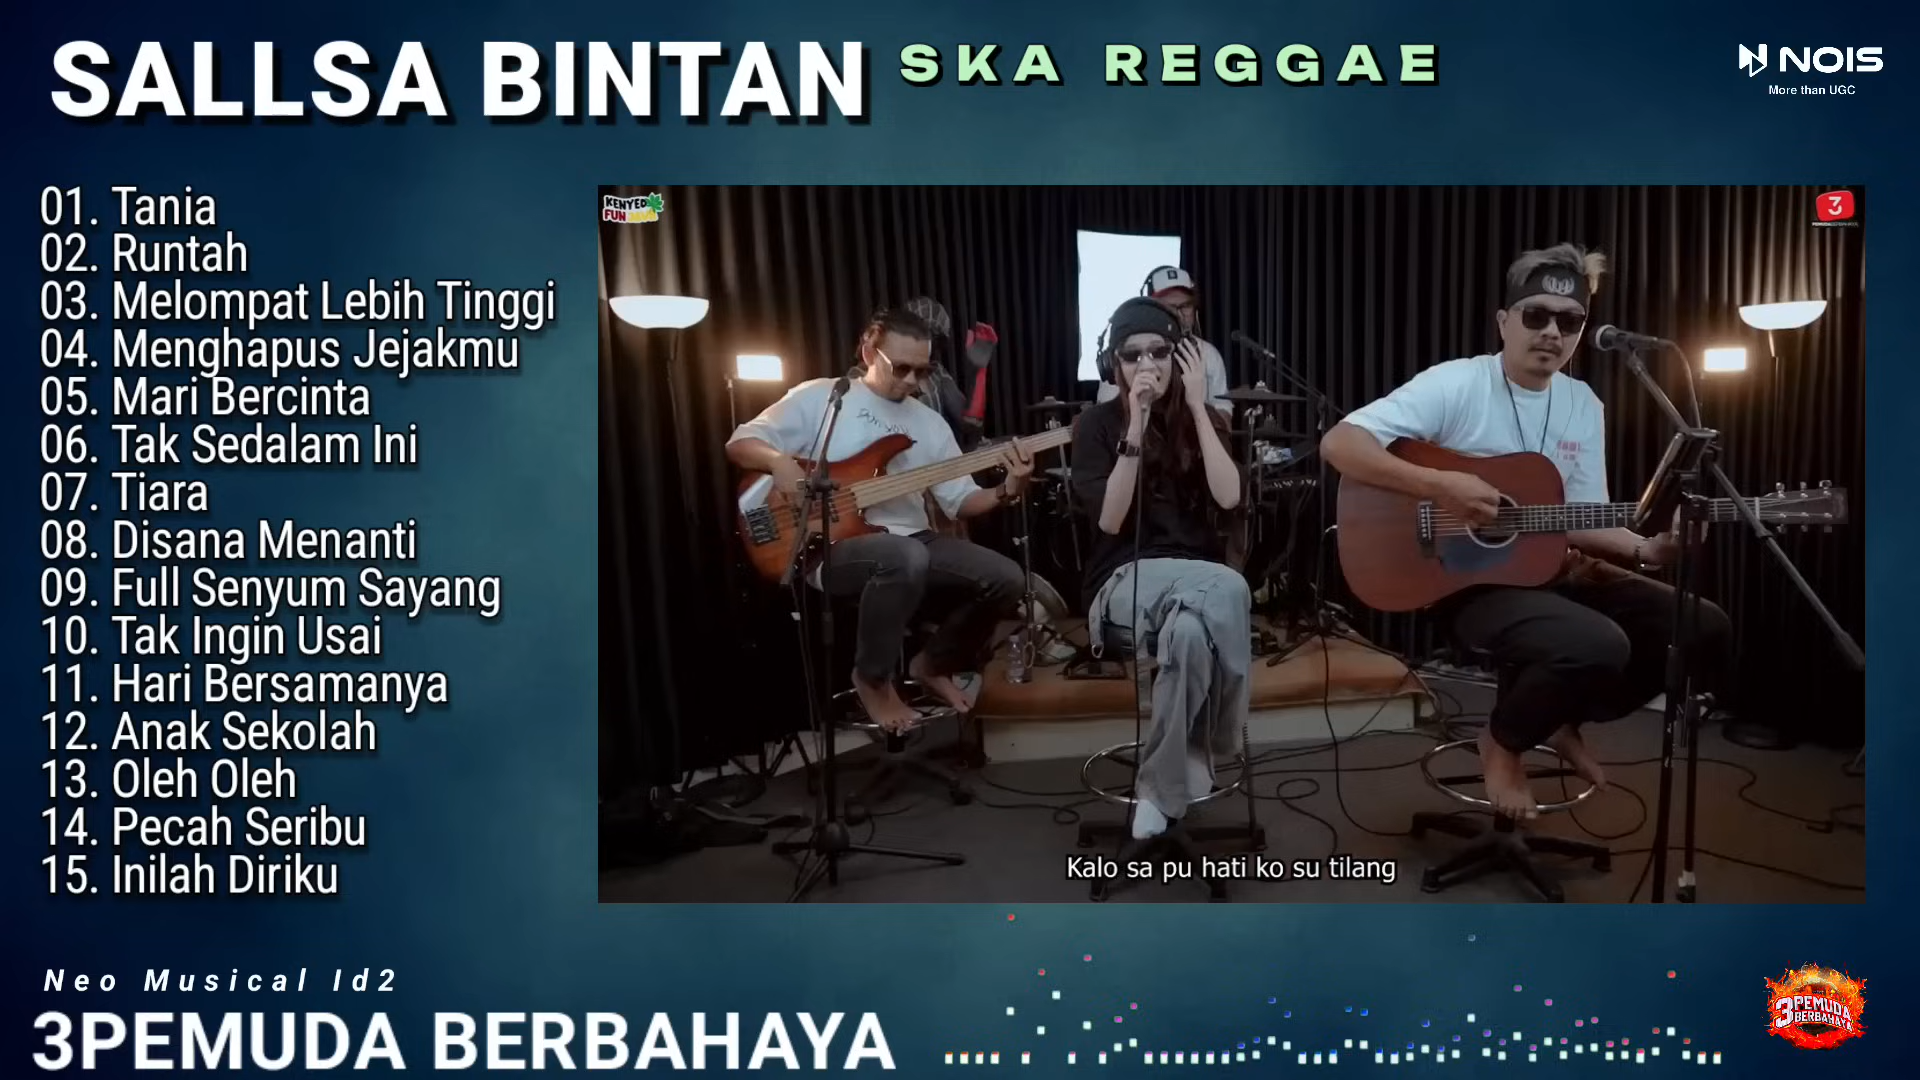 SALLSA BINTAN
SKA REGGAE
NOIS
More than UGC
01. Tania
02. Runtah
03. Melompat Lebih Tinggi
04. Menghapus Jejakmu
05. Mari Bercinta
06. Tak Sedalam Ini
07. Tiara
08. Disana Menanti
09. Full Senyum Sayang
10. Tak Ingin Usai
11. Hari Bersamanya
12. Anak Sekolah
13. Oleh Oleh
14. Pecah Seribu
15. Inilah Diriku
KENYED
FUN
3
Kalo sa pu hati ko su tilang
Neo Musical Id2
3PEMUDA BERBAHAYA
3PEMUDA
BERBAHAYA